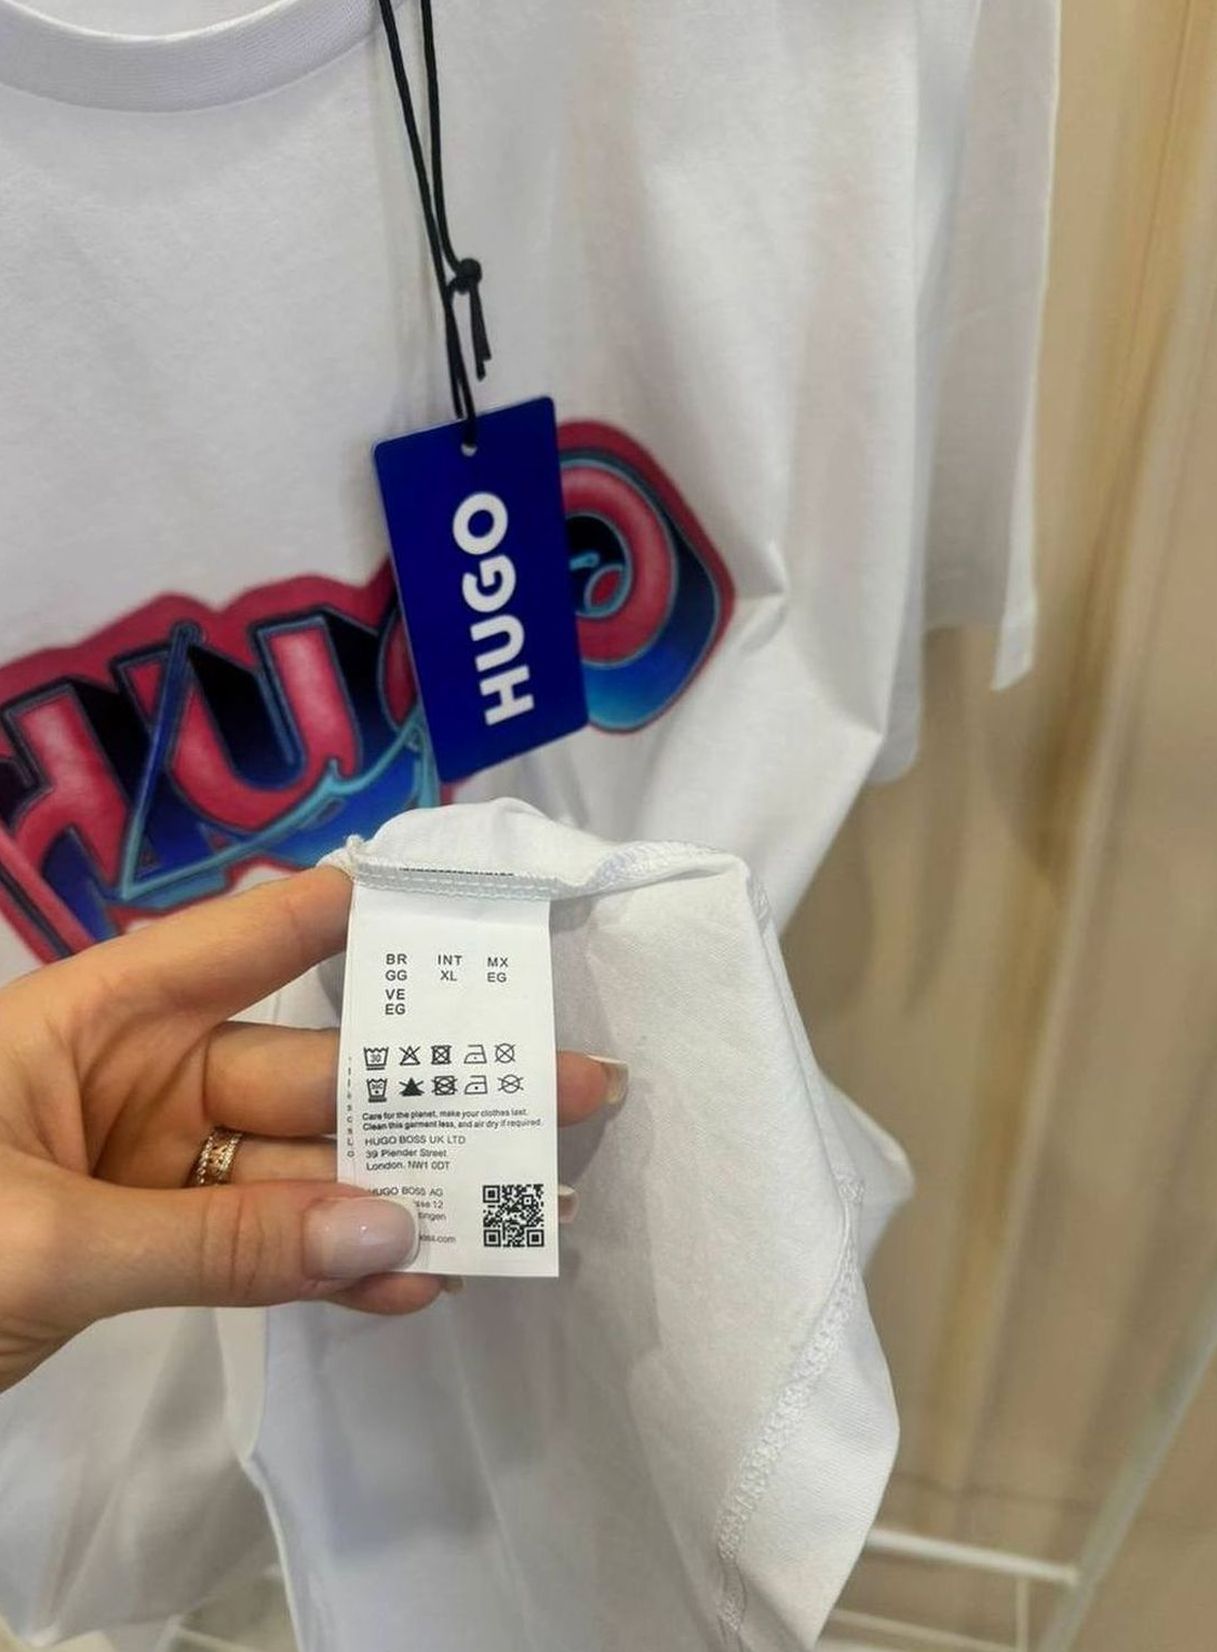 HUGO
HUGO
BR INT MX
GG XL EG
VE
EG
30
Care for the planet, make your clothes last.
Clean this garment less, and air dry if required.
HUGO BOSS UK LTD
39 Plender Street
London, NW1 0DT
HUGO BOSS AG
12